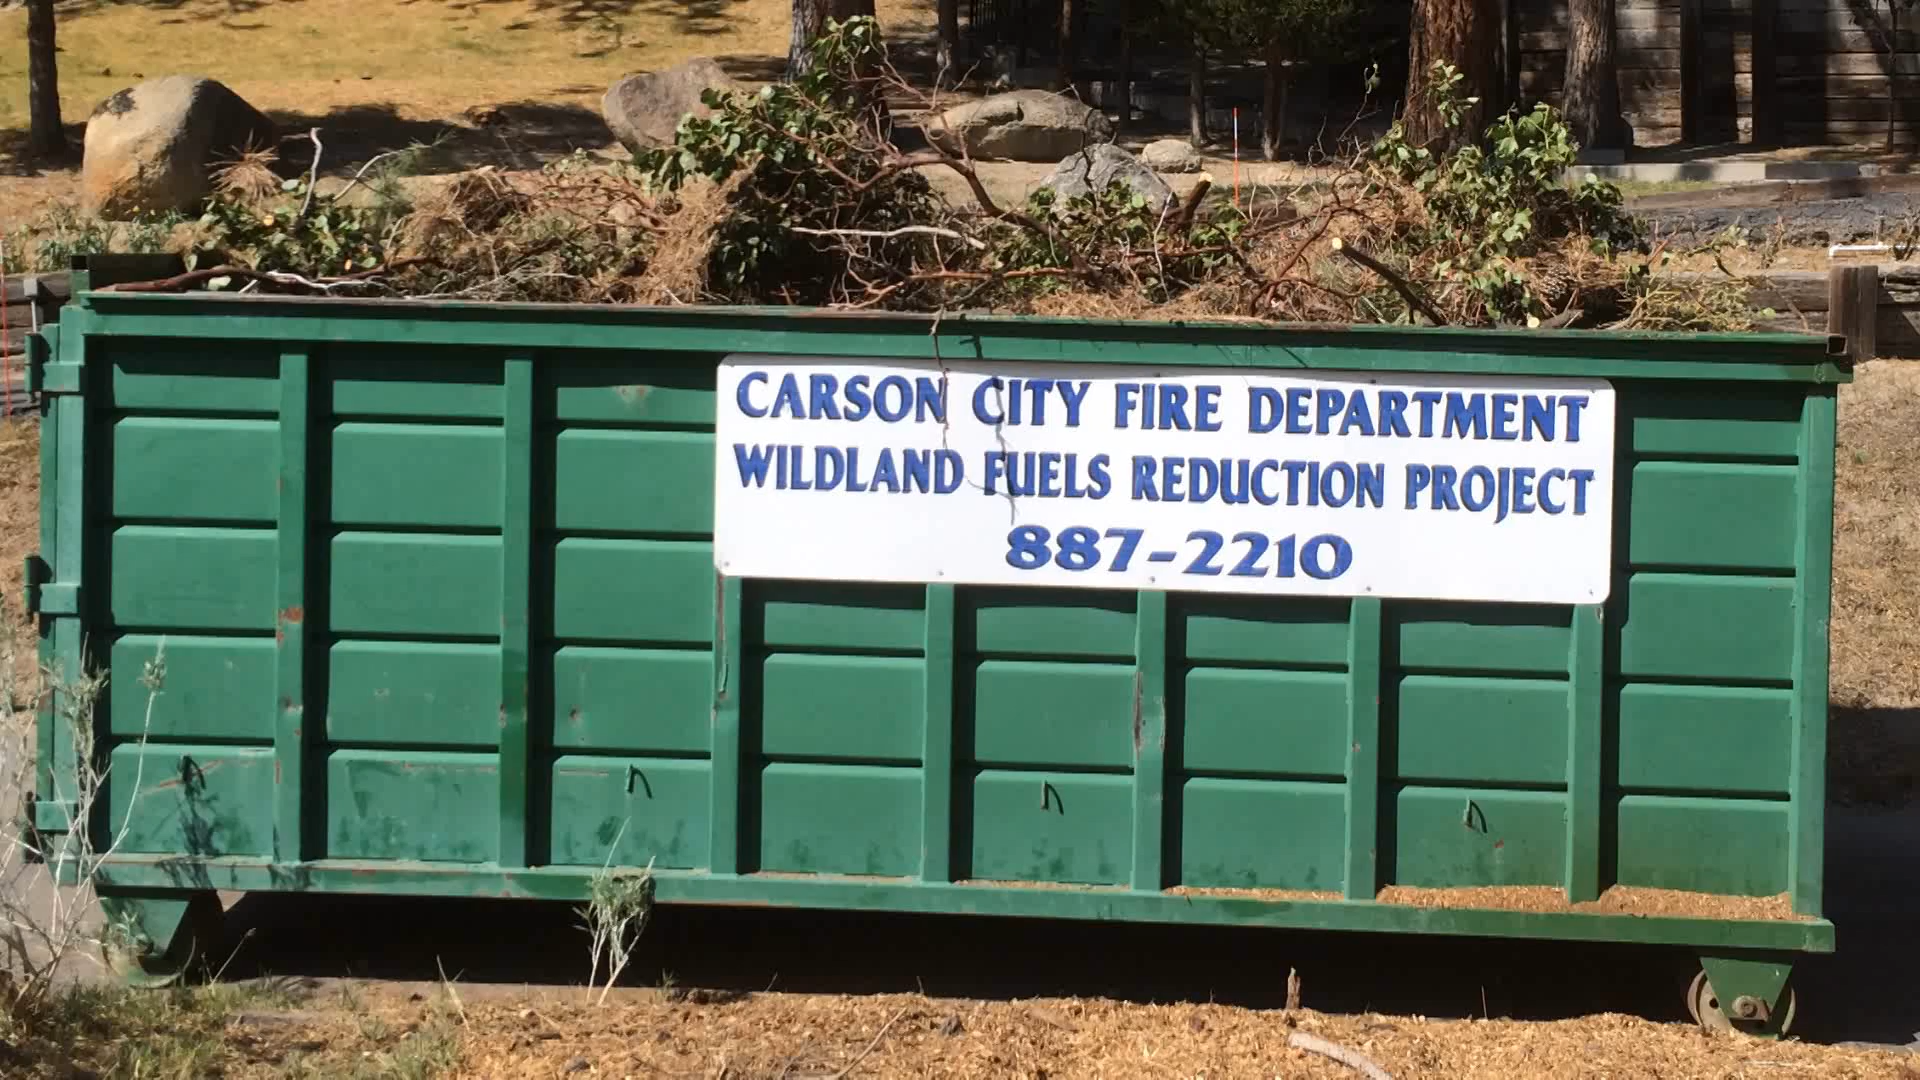 CARSON CITY FIRE DEPARTMENT
WILDLAND FUELS REDUCTION PROJECT
887-2210